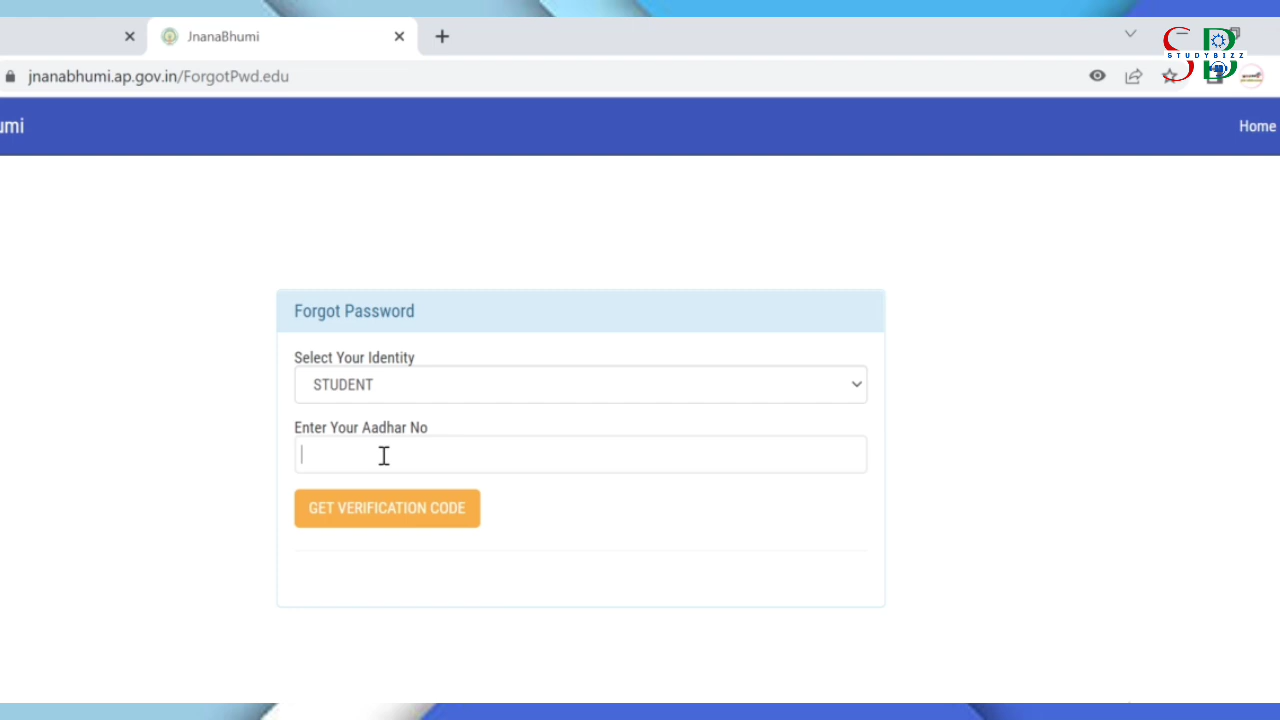 JnanaBhumi
STUDYBIZZ
jnanabhumi.ap.gov.in/ForgotPwd.edu
umi
Home
Forgot Password
Select Your Identity
STUDENT
Enter Your Aadhar No
GET VERIFICATION CODE